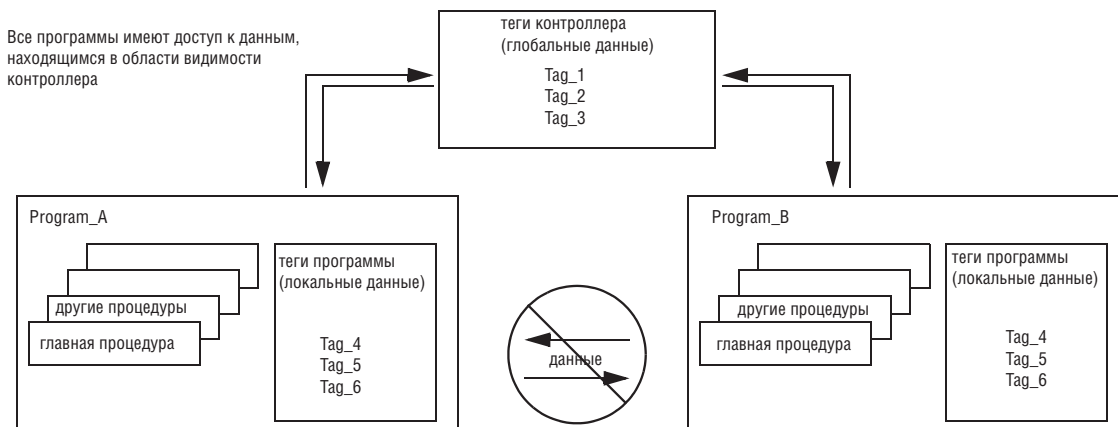 Все программы имеют доступ к данным,
находящимся в области видимости
контроллера
теги контроллера
(глобальные данные)
Tag_1
Tag_2
Tag_3
Program_A
другие процедуры
главная процедура
теги программы
(локальные данные)
Tag_4
Tag_5
Tag_6
данные
Program_B
другие процедуры
главная процедура
теги программы
(локальные данные)
Tag_4
Tag_5
Tag_6